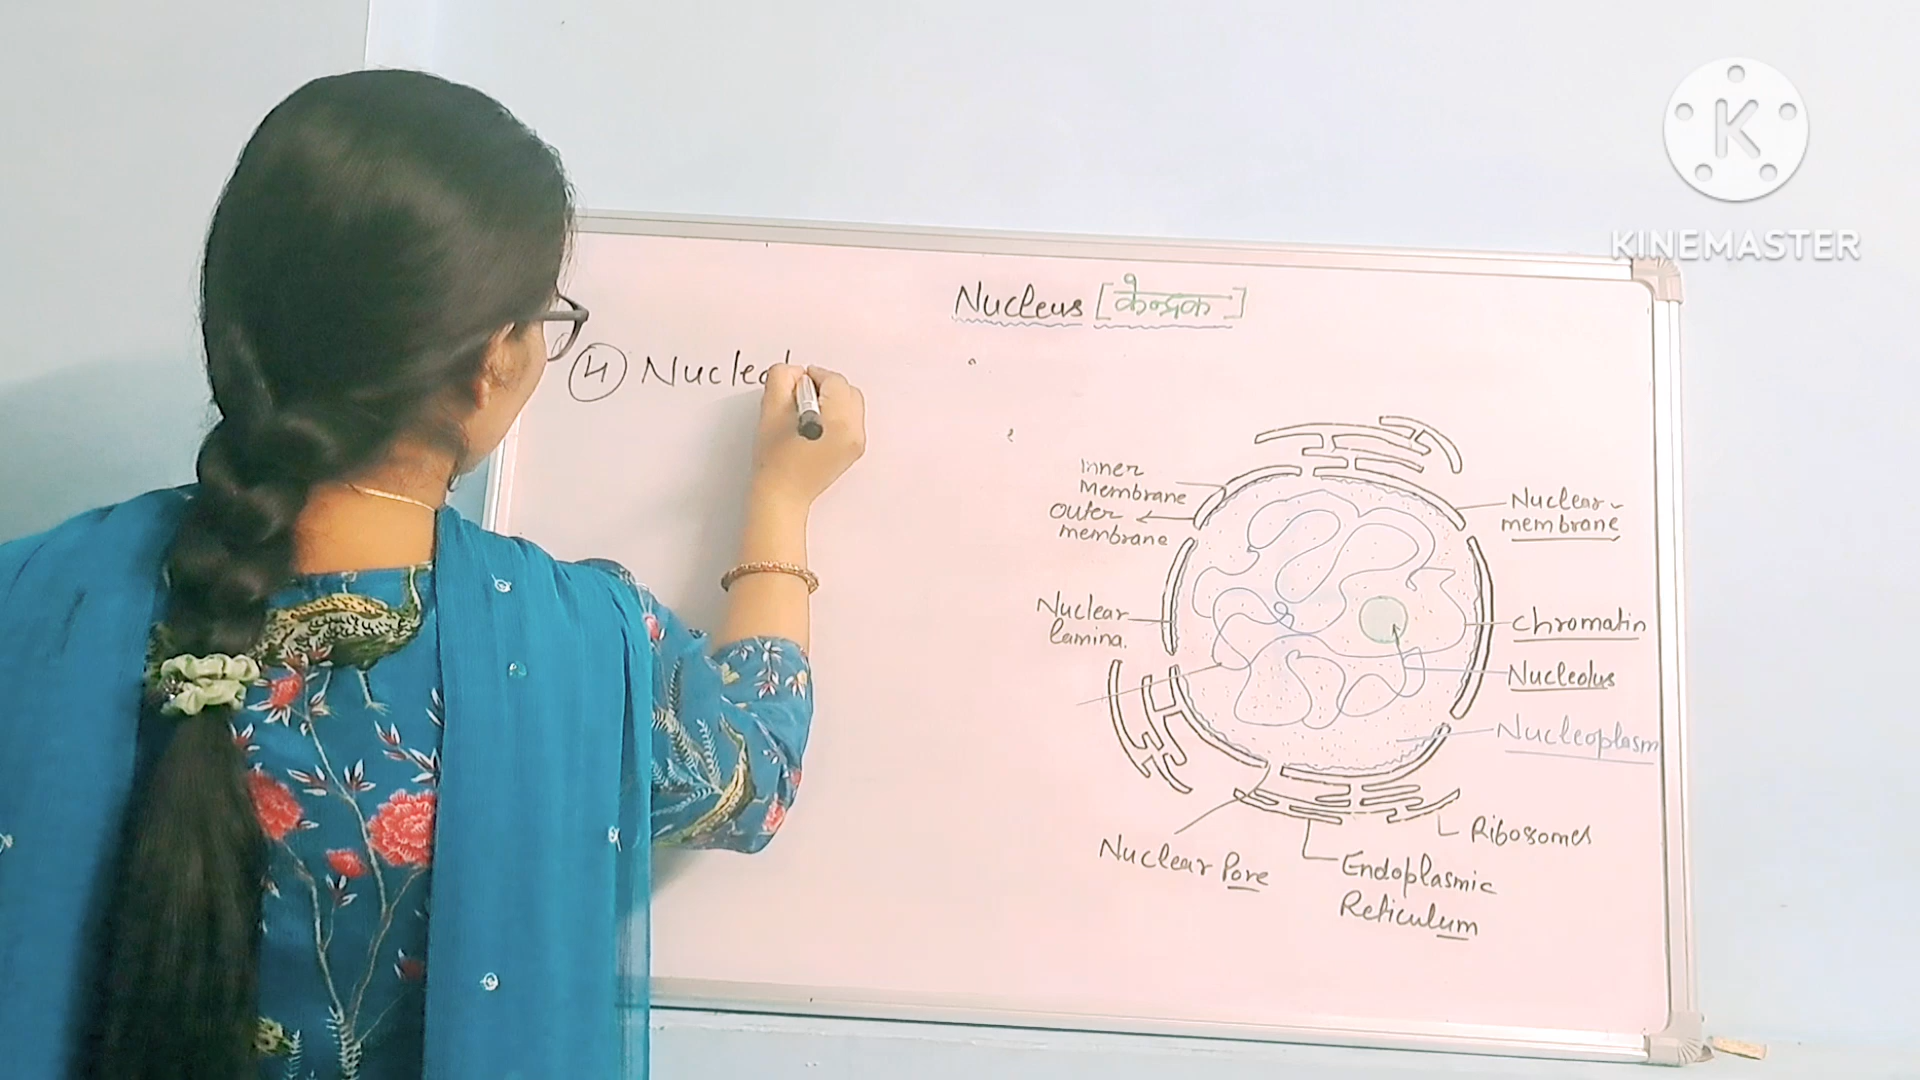 K
KINEMASTER
Nucleus [केन्द्रक]
④ Nucleol
Inner
Membrane
Outer
membrane
Nuclear
lamina.
Nuclear
membrane
Chromatin
Nucleolus
Nucleoplasm
Ribosomes
Nuclear Pore
Endoplasmic
Reticulum